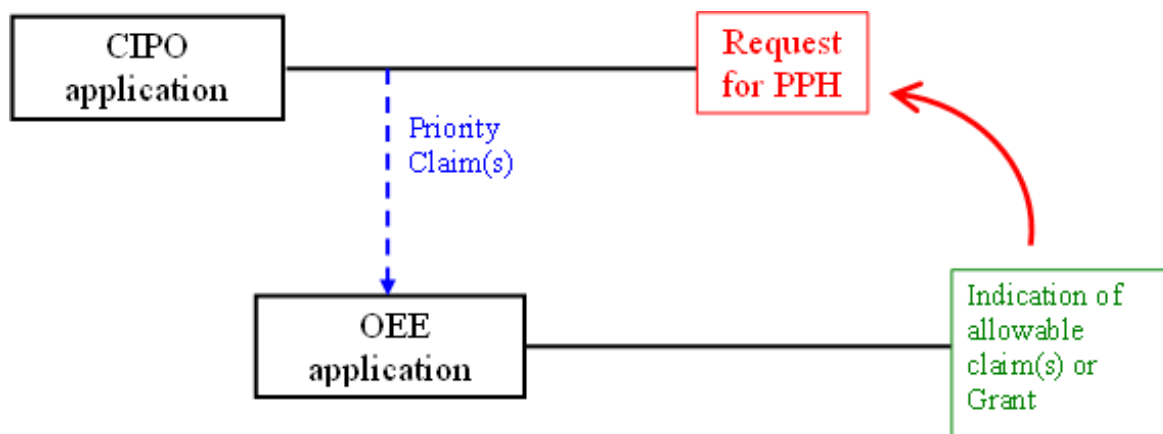 CIPO
application
Request
for PPH
Priority
Claim(s)
OEE
application
Indication of
allowable
claim(s) or
Grant